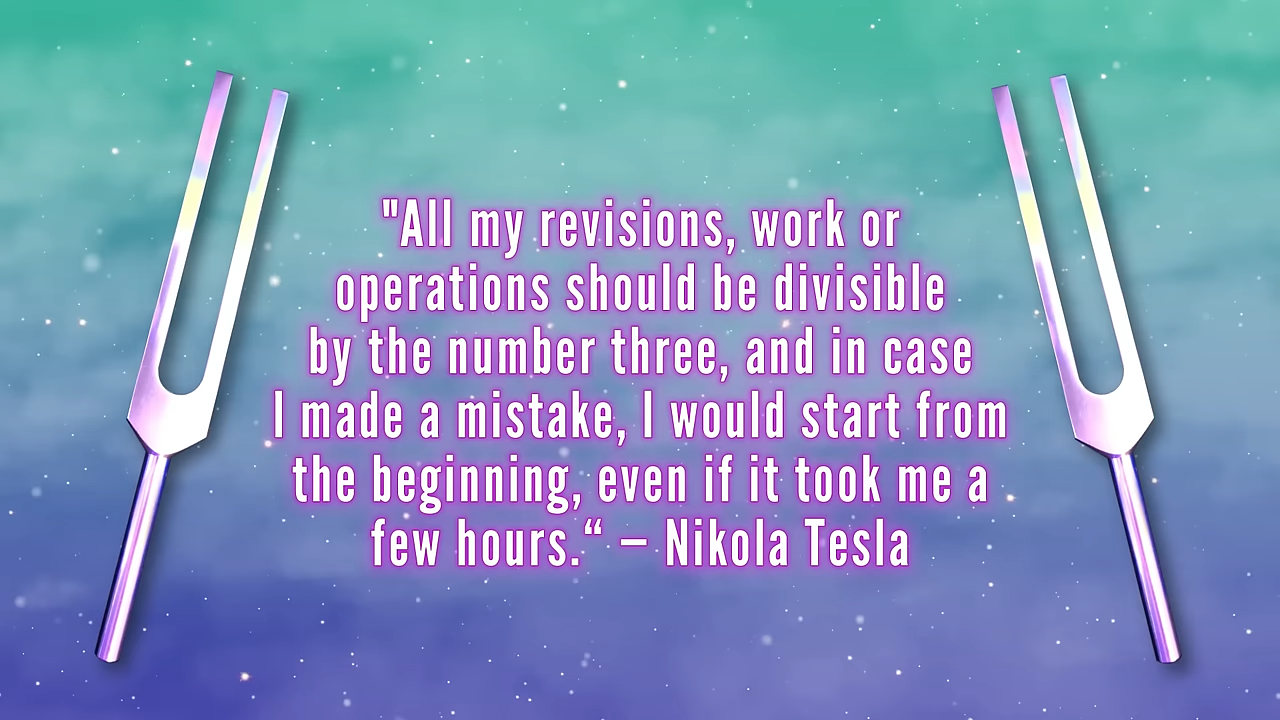 "All my revisions, work or
operations should be divisible
by the number three, and in case
I made a mistake, I would start from
the beginning, even if it took me a
few hours.“ – Nikola Tesla